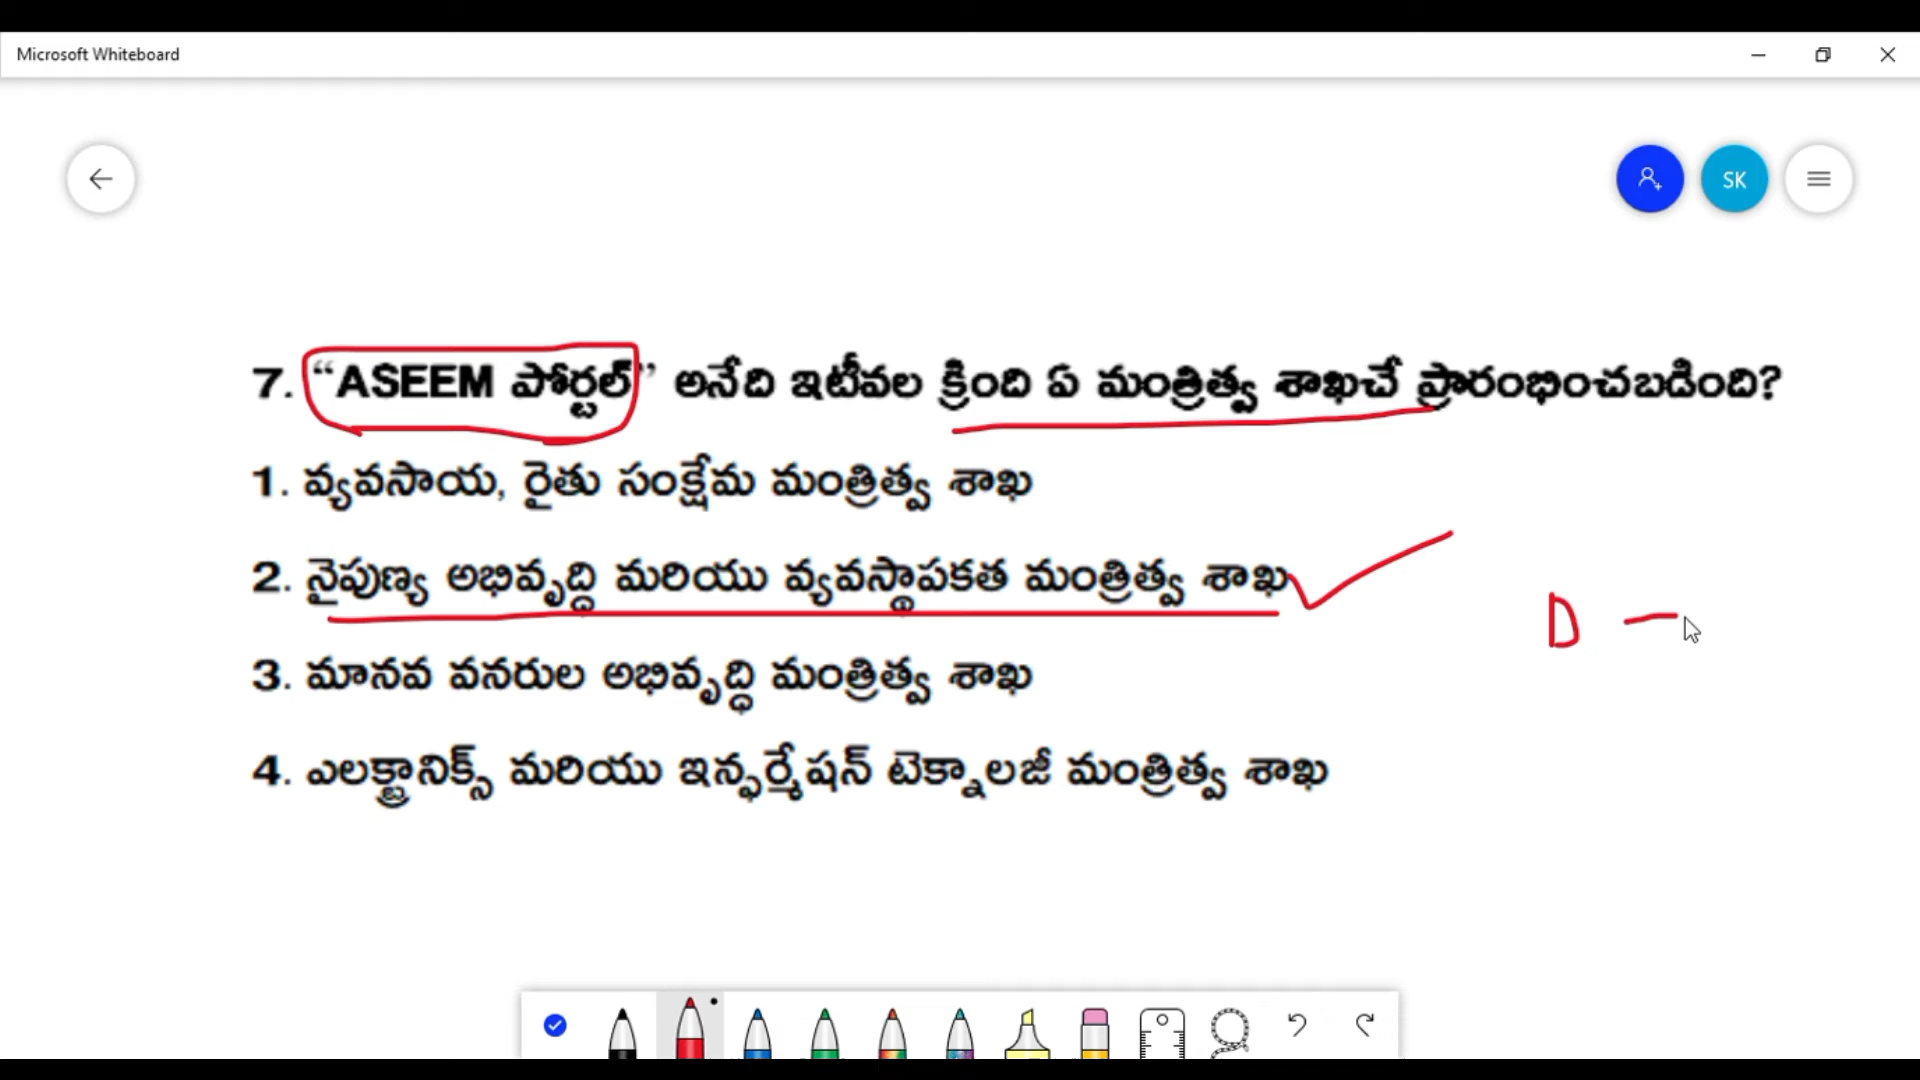 Microsoft Whiteboard
SK
7. “ASEEM పోర్టల్” అనేది ఇటీవల క్రింది ఏ మంత్రిత్వ శాఖచే ప్రారంభించబడింది?
1. వ్యవసాయ, రైతు సంక్షేమ మంత్రిత్వ శాఖ
2. నైపుణ్య అభివృద్ది మరియు వ్యవస్థాపకత మంత్రిత్వ శాఖ
D –
3. మానవ వనరుల అభివృద్ధి మంత్రిత్వ శాఖ
4. ఎలక్ట్రానిక్స్ మరియు ఇన్ఫర్మేషన్ టెక్నాలజీ మంత్రిత్వ శాఖ